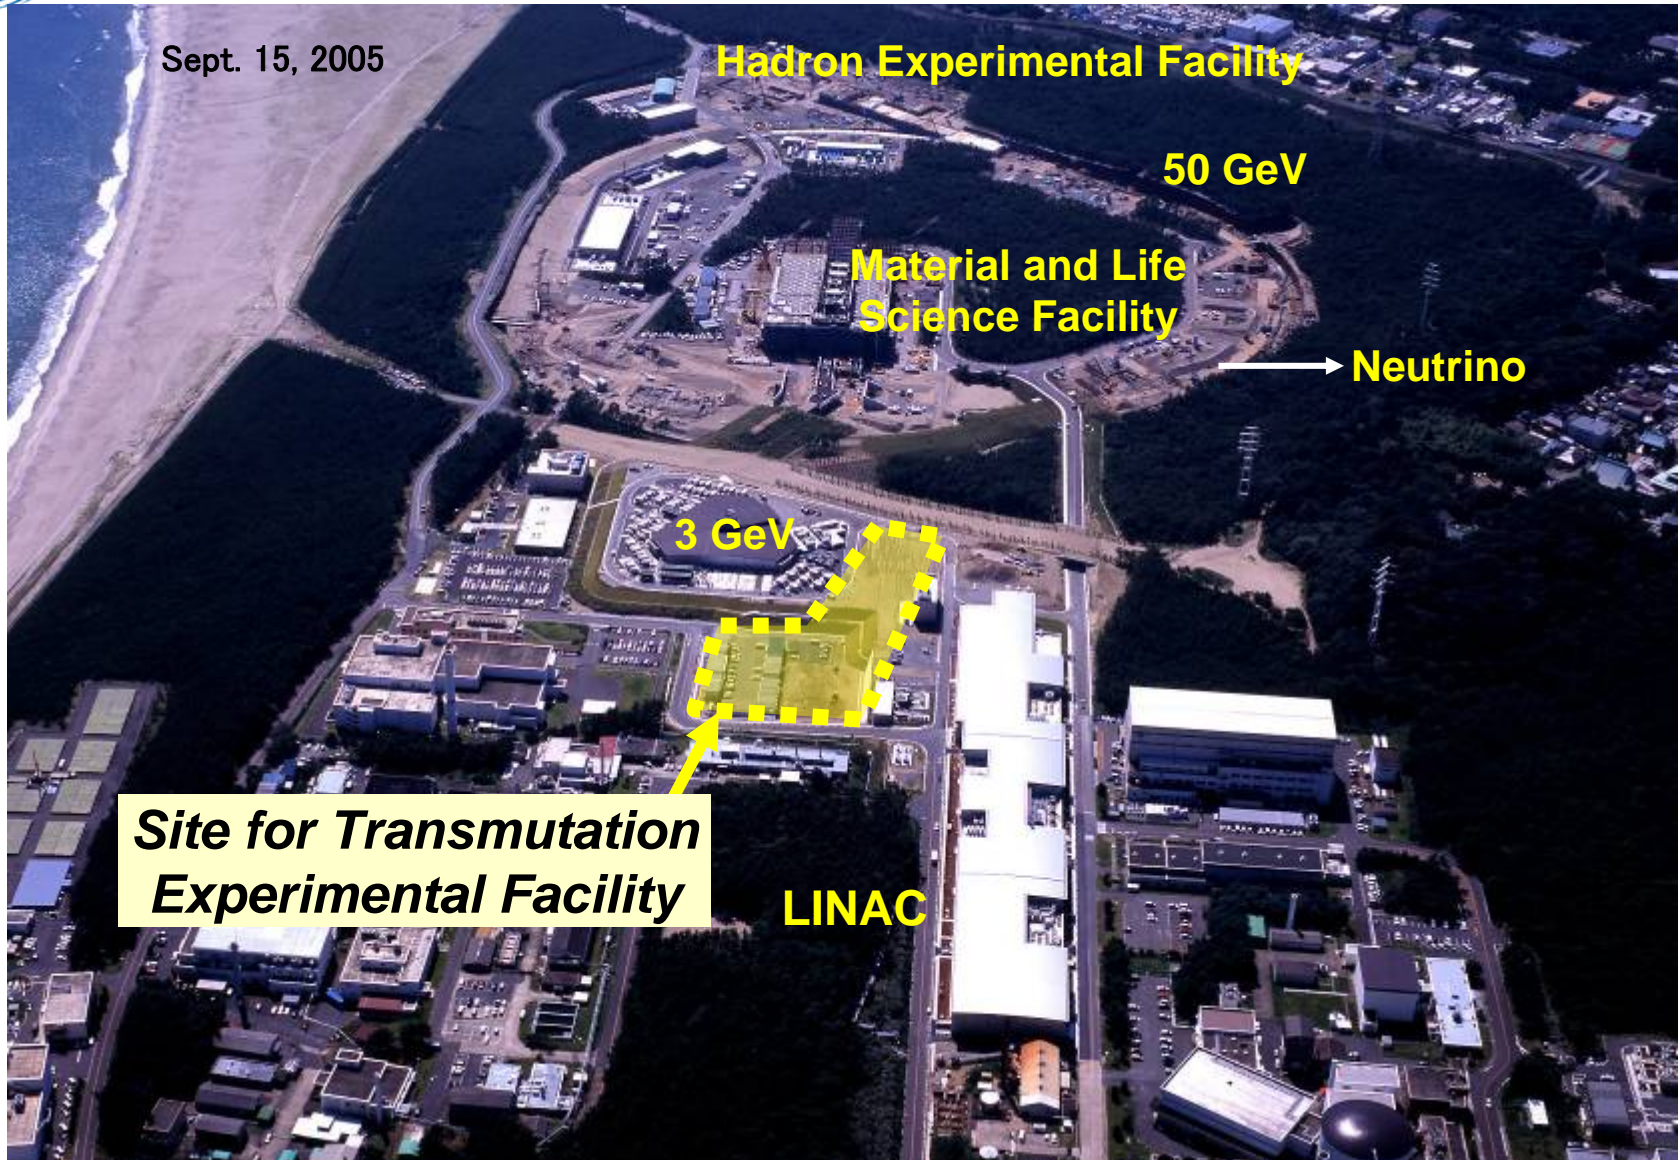 Sept. 15, 2005
Hadron Experimental Facility
50 GeV
Material and Life
Science Facility
Neutrino
3 GeV
Site for Transmutation
Experimental Facility
LINAC